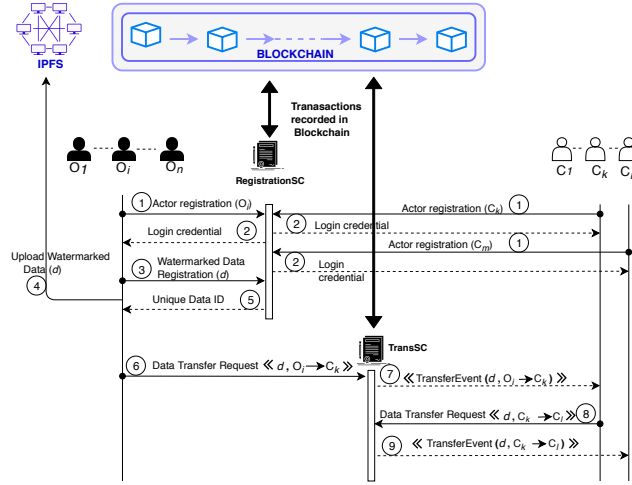 IPFS
BLOCKCHAIN
Tranasactions
recorded in
Blockchain
O1 Oi On
C1 Ck
RegistrationSC
1 Actor registration (Oi)
Actor registration (Ck) 1
Login credential 2
2 Login credential
Actor registration (Cm) 1
Upload Watermarked
Data (d)
4
3 Watermarked Data
Registration (d)
2 Login
credential
Unique Data ID 5
TransSC
6 Data Transfer Request ≪ d , Oi→Ck ≫
7 ≪ TransferEvent (d , Oi →Ck) ≫
Data Transfer Request ≪ d , Ck →Cl ≫ 8
9 ≪ TransferEvent (d , Ck →Cl) ≫